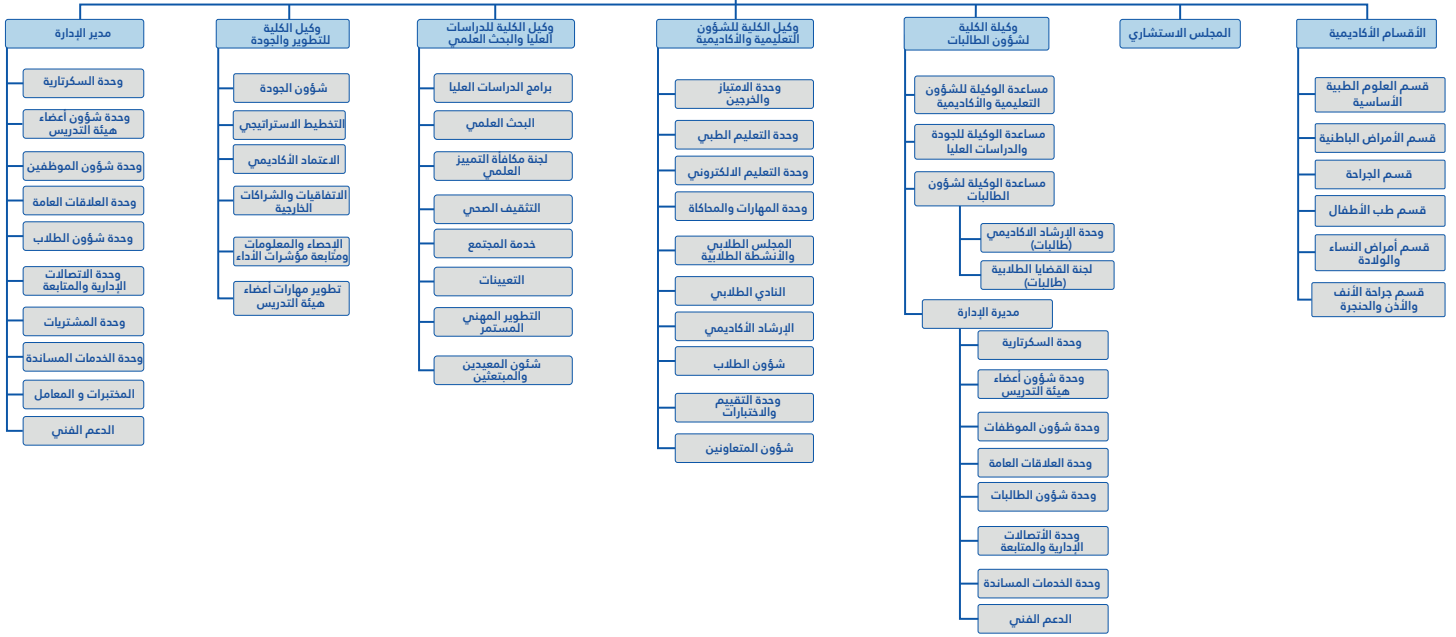 الأقسام الأكاديمية
قسم العلوم الطبية
الأساسية
قسم الأمراض الباطنية
قسم الجراحة
قسم طب الأطفال
قسم أمراض النساء
والولادة
قسم جراحة الأنف
والأذن والحنجرة
المجلس الاستشاري
وكيلة الكلية
لشؤون الطالبات
مساعدة الوكيلة للشؤون
التعليمية والأكاديمية
مساعدة الوكيلة للجودة
والدراسات العليا
مساعدة الوكيلة لشؤون
الطالبات
وحدة الإرشاد الاكاديمي
(طالبات)
لجنة القضايا الطلابية
(طالبات)
مديرة الإدارة
وحدة السكرتارية
وحدة شؤون أعضاء
هيئة التدريس
وحدة شؤون الموظفات
وحدة العلاقات العامة
وحدة شؤون الطالبات
وحدة الأتصالات
الإدارية والمتابعة
وحدة الخدمات المساندة
الدعم الفني
وكيل الكلية للشؤون
التعليمية والأكاديمية
وحدة الامتياز
والخرجين
وحدة التعليم الطبي
وحدة التعليم الالكتروني
وحدة المهارات والمحاكاة
المجلس الطلابي
والأنشطة الطلابية
النادي الطلابي
الإرشاد الأكاديمي
شؤون الطلاب
وحدة التقييم
والاختبارات
شؤون المتعاونين
وكيل الكلية للدراسات
العليا والبحث العلمي
برامج الدراسات العليا
البحث العلمي
لجنة مكافأة التمييز
العلمي
التثقيف الصحي
خدمة المجتمع
التعيينات
التطوير المهني
المستمر
شئون المعيدين
والمبتعثين
وكيل الكلية
للتطوير والجودة
شؤون الجودة
التخطيط الاستراتيجي
الاعتماد الأكاديمي
الاتفاقيات والشراكات
الخارجية
الإحصاء والمعلومات
ومتابعة مؤشرات الأداء
تطوير مهارات أعضاء
هيئة التدريس
مدير الإدارة
وحدة السكرتارية
وحدة شؤون أعضاء
هيئة التدريس
وحدة شؤون الموظفين
وحدة العلاقات العامة
وحدة شؤون الطلاب
وحدة الاتصالات
الإدارية والمتابعة
وحدة المشتريات
وحدة الخدمات المساندة
المختبرات و المعامل
الدعم الفني